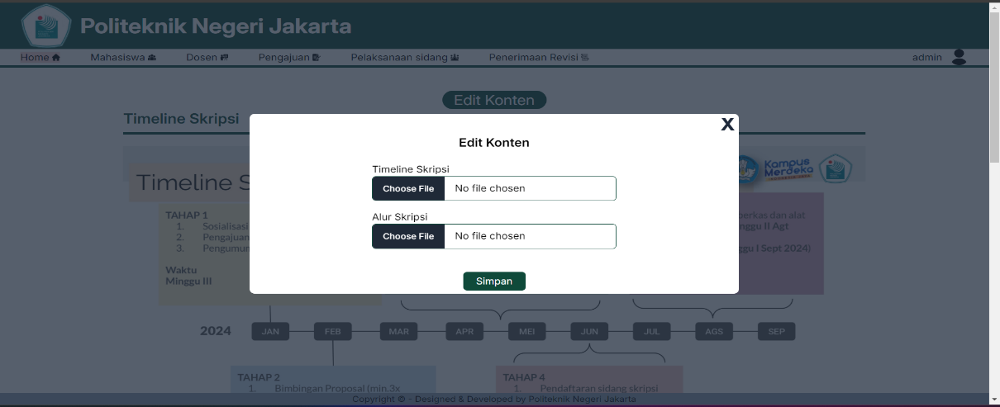 Politeknik Negeri Jakarta
Home Mahasiswa Dosen Pengajuan Pelaksanaan sidang Penerimaan Revisi admin
Edit Konten
Timeline Skripsi
X
Edit Konten
Timeline Skripsi
Choose File No file chosen
Alur Skripsi
Choose File No file chosen
Simpan
Timeline S
Kampus
Merdeka
TAHAP 1
1. Sosialisasi
2. Pengajuan
3. Pengumu
Waktu
Minggu III
berkas dan alat
nggu II Agt
ggu I Sept 2024)
2024 JAN FEB MAR APR MEI JUN JUL AGS SEP
TAHAP 2
1. Bimbingan Proposal (min.3x
TAHAP 4
1. Pendaftaran sidang skripsi
Copyright © - Designed & Developed by Politeknik Negeri Jakarta